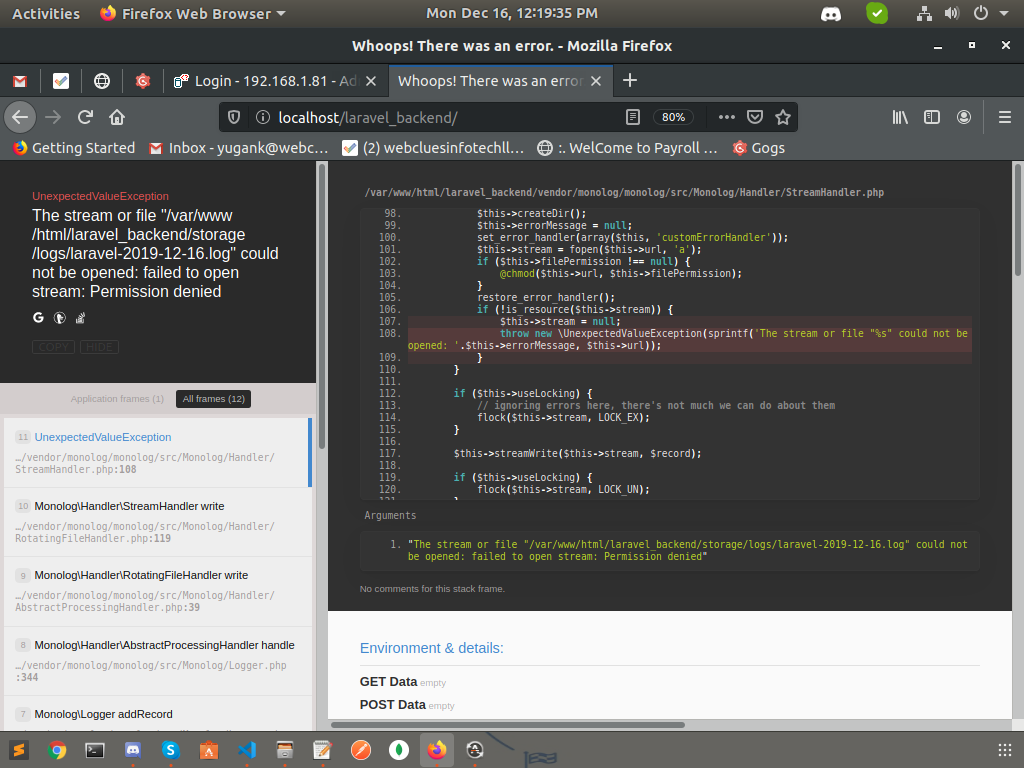 Activities Firefox Web Browser Mon Dec 16, 12:19:35 PM
Whoops! There was an error. - Mozilla Firefox
Login - 192.168.1.81 - Ad Whoops! There was an error
localhost/laravel_backend/ 80%
Getting Started Inbox - yugank@webc... (2) webcluesinfotechll... :. WelCome to Payroll ... Gogs
UnexpectedValueException
The stream or file "/var/www
/html/laravel_backend/storage
/logs/laravel-2019-12-16.log" could
not be opened: failed to open
stream: Permission denied
COPY HIDE
Application frames (1) All frames (12)
11 UnexpectedValueException
…/vendor/monolog/monolog/src/Monolog/Handler/
StreamHandler.php:108
10 Monolog\Handler\StreamHandler write
…/vendor/monolog/monolog/src/Monolog/Handler/
RotatingFileHandler.php:119
9 Monolog\Handler\RotatingFileHandler write
…/vendor/monolog/monolog/src/Monolog/Handler/
AbstractProcessingHandler.php:39
8 Monolog\Handler\AbstractProcessingHandler handle
…/vendor/monolog/monolog/src/Monolog/Logger.php
:344
7 Monolog\Logger addRecord
/var/www/html/laravel_backend/vendor/monolog/monolog/src/Monolog/Handler/StreamHandler.php
98. $this->createDir();
99. $this->errorMessage = null;
100. set_error_handler(array($this, 'customErrorHandler'));
101. $this->stream = fopen($this->url, 'a');
102. if ($this->filePermission !== null) {
103. @chmod($this->url, $this->filePermission);
104. }
105. restore_error_handler();
106. if (!is_resource($this->stream)) {
107. $this->stream = null;
108. throw new \UnexpectedValueException(sprintf('The stream or file "%s" could not be
opened: '.$this->errorMessage, $this->url));
109. }
110. }
111.
112. if ($this->useLocking) {
113. // ignoring errors here, there's not much we can do about them
114. flock($this->stream, LOCK_EX);
115. }
116.
117. $this->streamWrite($this->stream, $record);
118.
119. if ($this->useLocking) {
120. flock($this->stream, LOCK_UN);
Arguments
1. "The stream or file "/var/www/html/laravel_backend/storage/logs/laravel-2019-12-16.log" could not
be opened: failed to open stream: Permission denied"
No comments for this stack frame.
Environment & details:
GET Data empty
POST Data empty